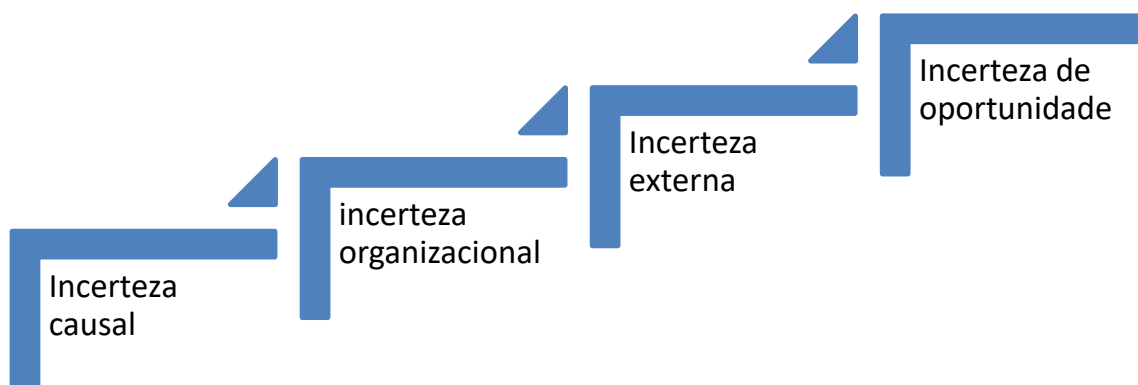 Incerteza
causal
incerteza
organizacional
Incerteza
externa
Incerteza de
oportunidade